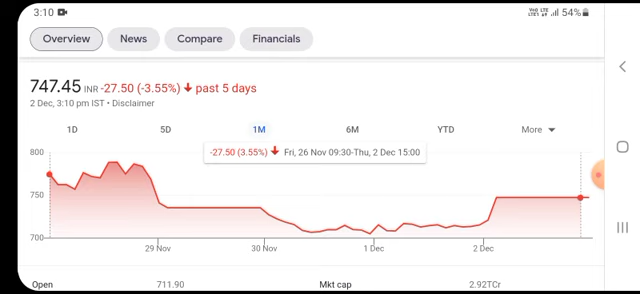 3:10
VoD LTE LTE1 54%
Overview News Compare Financials
747.45 INR -27.50 (-3.55%) past 5 days
2 Dec, 3:10 pm IST • Disclaimer
1D 5D 1M 6M YTD More
-27.50 (3.55%) Fri, 26 Nov 09:30-Thu, 2 Dec 15:00
800
750
700
29 Nov 30 Nov 1 Dec 2 Dec
Open 711.90 Mkt cap 2.92TCr